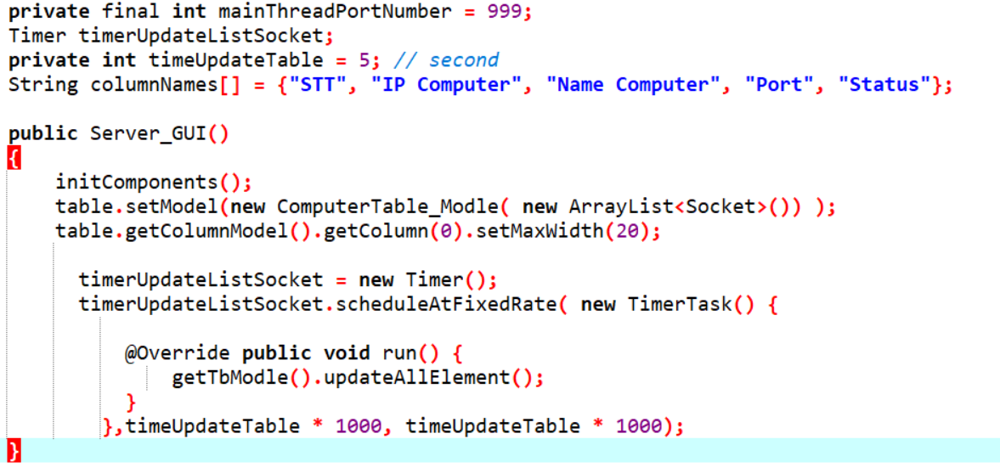 private final int mainThreadPortNumber = 999;
Timer timerUpdateListSocket;
private int timeUpdateTable = 5; // second
String columnNames[] = {"STT", "IP Computer", "Name Computer", "Port", "Status"};
public Server_GUI()
{
initComponents();
table.setModel(new ComputerTable_Modle( new ArrayList<Socket>()) );
table.getColumnModel().getColumn(0).setMaxWidth(20);
timerUpdateListSocket = new Timer();
timerUpdateListSocket.scheduleAtFixedRate( new TimerTask() {
@Override public void run() {
getTbModle().updateAllElement();
}
},timeUpdateTable * 1000, timeUpdateTable * 1000);
}